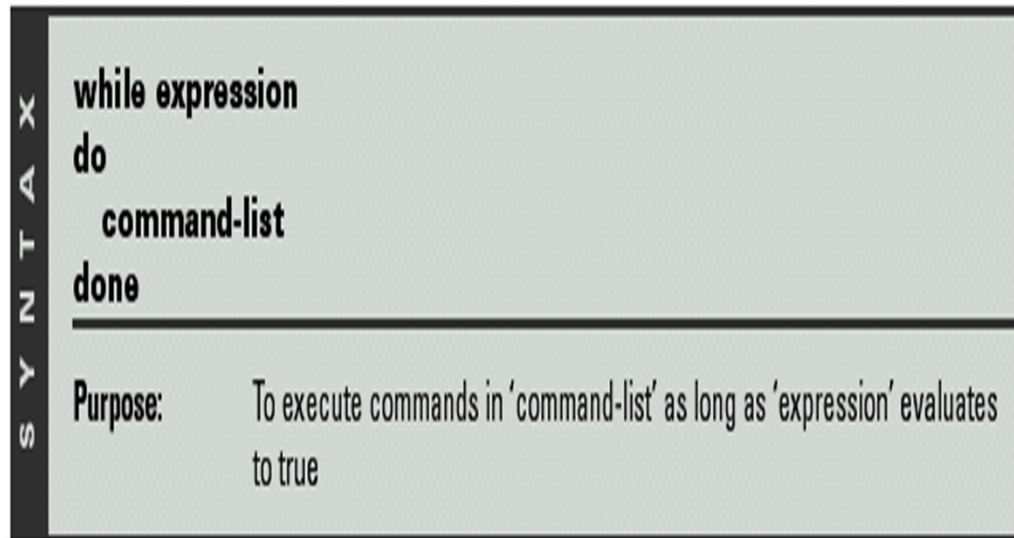 SYNTAX
while expression
do
command-list
done
Purpose: To execute commands in ‘command-list’ as long as ‘expression’ evaluates
to true